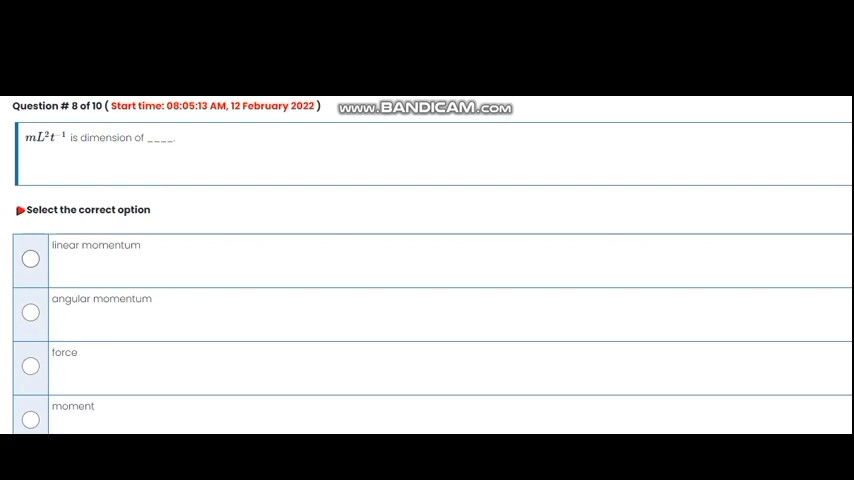 Question # 8 of 10 ( Start time: 08:05:13 AM, 12 February 2022 )
www.BANDICAM.com
mL²t⁻¹ is dimension of ____.
Select the correct option
linear momentum
angular momentum
force
moment